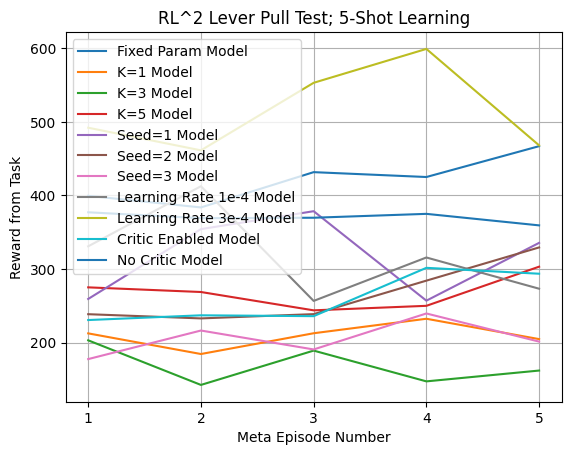 RL^2 Lever Pull Test; 5-Shot Learning
Fixed Param Model
K=1 Model
K=3 Model
K=5 Model
Seed=1 Model
Seed=2 Model
Seed=3 Model
Learning Rate 1e-4 Model
Learning Rate 3e-4 Model
Critic Enabled Model
No Critic Model
Reward from Task
600
500
400
300
200
1 2 3 4 5
Meta Episode Number